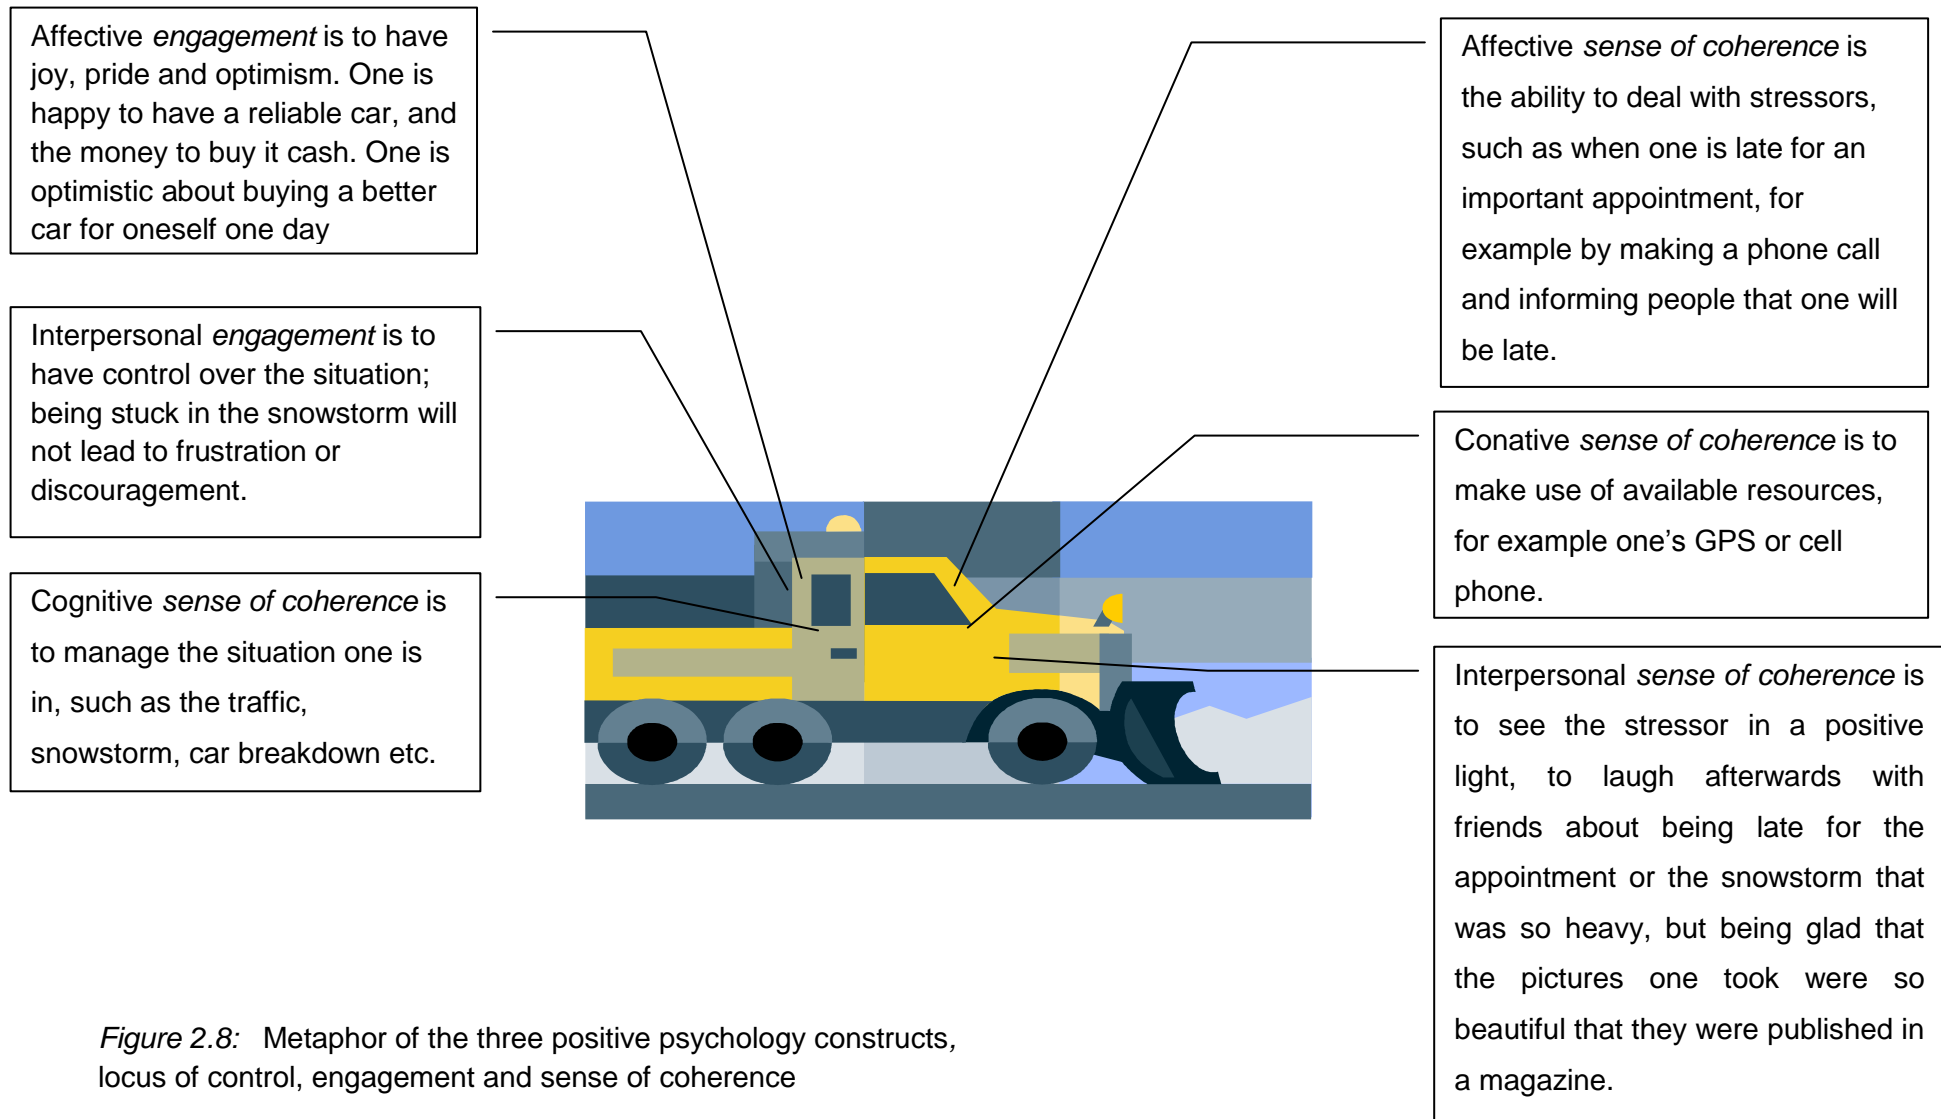 Affective engagement is to have
joy, pride and optimism. One is
happy to have a reliable car, and
the money to buy it cash. One is
optimistic about buying a better
car for oneself one day
Interpersonal engagement is to
have control over the situation;
being stuck in the snowstorm will
not lead to frustration or
discouragement.
Cognitive sense of coherence is
to manage the situation one is
in, such as the traffic,
snowstorm, car breakdown etc.
Affective sense of coherence is
the ability to deal with stressors,
such as when one is late for an
important appointment, for
example by making a phone call
and informing people that one will
be late.
Conative sense of coherence is to
make use of available resources,
for example one’s GPS or cell
phone.
Interpersonal sense of coherence is
to see the stressor in a positive
light, to laugh afterwards with
friends about being late for the
appointment or the snowstorm that
was so heavy, but being glad that
the pictures one took were so
beautiful that they were published in
a magazine.
Figure 2.8: Metaphor of the three positive psychology constructs,
locus of control, engagement and sense of coherence